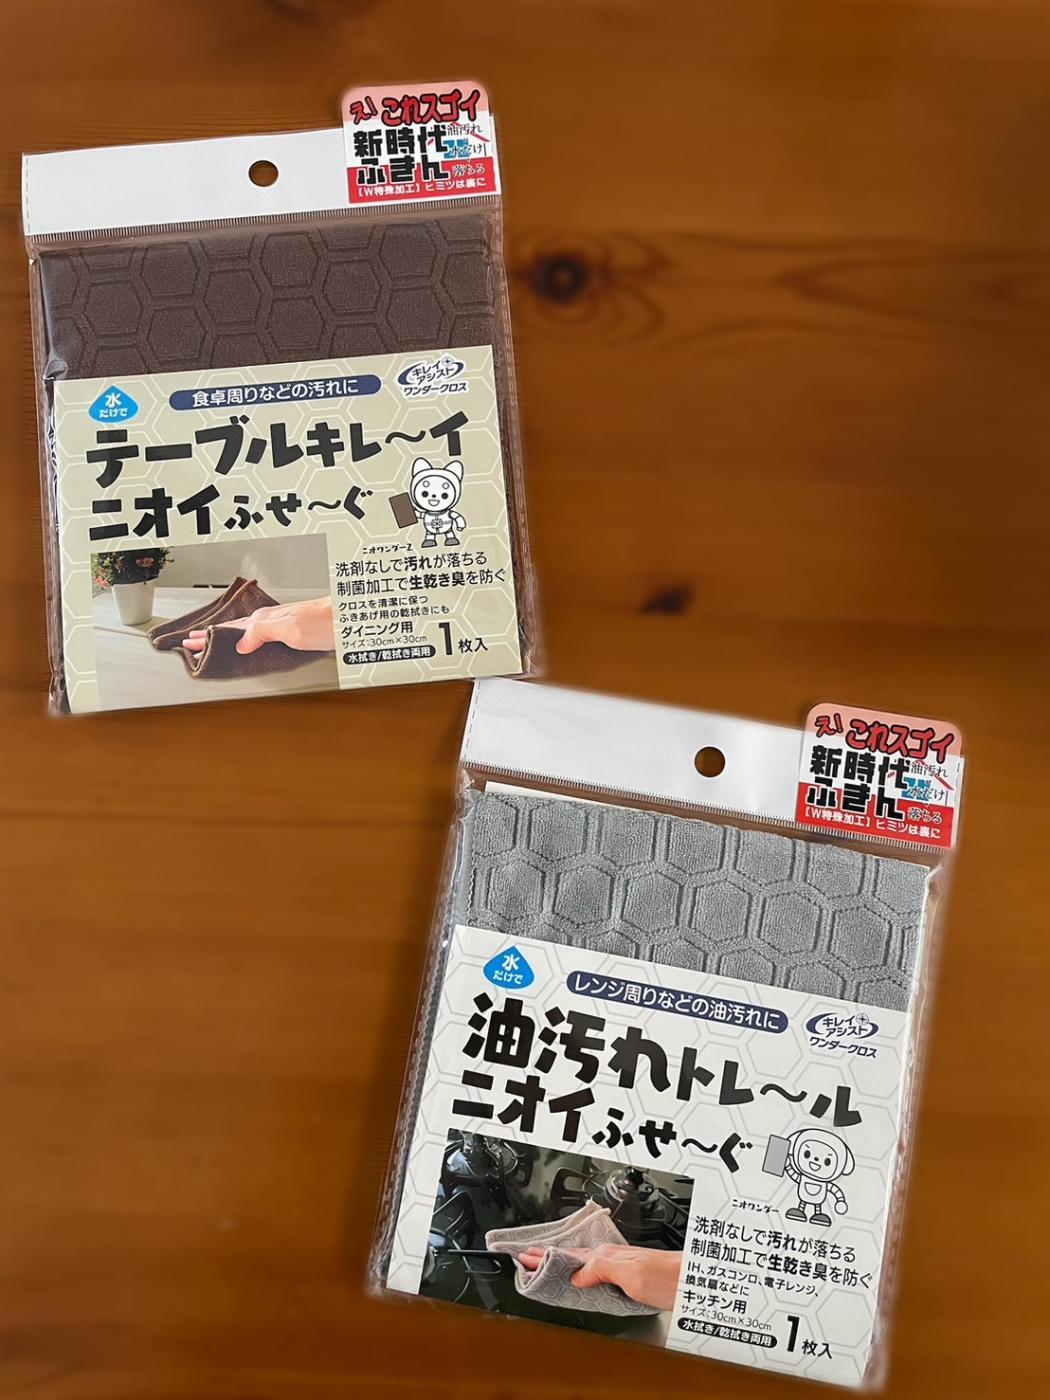 え! これスゴイ
新時代
ふきん
油汚れ
水だけ
落ちる
【W特殊加工】ヒミツは裏に
水
だけで
食卓周りなどの汚れに
キレイ
アシスト
ワンダークロス
テーブルキレ〜イ
ニオイふせ〜ぐ
ニオワンダーZ
洗剤なしで汚れが落ちる
制菌加工で生乾き臭を防ぐ
クロスを清潔に保つ
ふきあげ用の乾拭きにも
ダイニング用
サイズ:30cm×30cm
水拭き/乾拭き両用
1枚入
え! これスゴイ
新時代
ふきん
油汚れ
水だけ
落ちる
【W特殊加工】ヒミツは裏に
水
だけで
レンジ周りなどの油汚れに
キレイ
アシスト
ワンダークロス
油汚れトレ〜ル
ニオイふせ〜ぐ
ニオワンダー
洗剤なしで汚れが落ちる
制菌加工で生乾き臭を防ぐ
IH、ガスコンロ、電子レンジ、
換気扇などに
キッチン用
サイズ:30cm×30cm
水拭き/乾拭き両用
1枚入